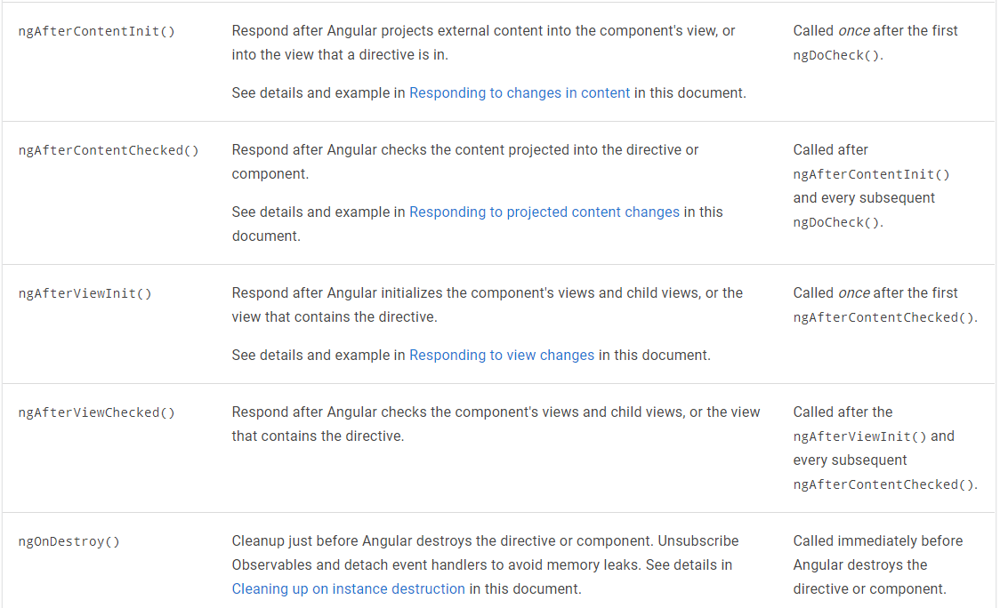 ngAfterContentInit()
Respond after Angular projects external content into the component's view, or
into the view that a directive is in.
See details and example in Responding to changes in content in this document.
Called once after the first
ngDoCheck().
ngAfterContentChecked()
Respond after Angular checks the content projected into the directive or
component.
See details and example in Responding to projected content changes in this
document.
Called after
ngAfterContentInit()
and every subsequent
ngDoCheck().
ngAfterViewInit()
Respond after Angular initializes the component's views and child views, or the
view that contains the directive.
See details and example in Responding to view changes in this document.
Called once after the first
ngAfterContentChecked().
ngAfterViewChecked()
Respond after Angular checks the component's views and child views, or the view
that contains the directive.
Called after the
ngAfterViewInit() and
every subsequent
ngAfterContentChecked().
ngOnDestroy()
Cleanup just before Angular destroys the directive or component. Unsubscribe
Observables and detach event handlers to avoid memory leaks. See details in
Cleaning up on instance destruction in this document.
Called immediately before
Angular destroys the
directive or component.